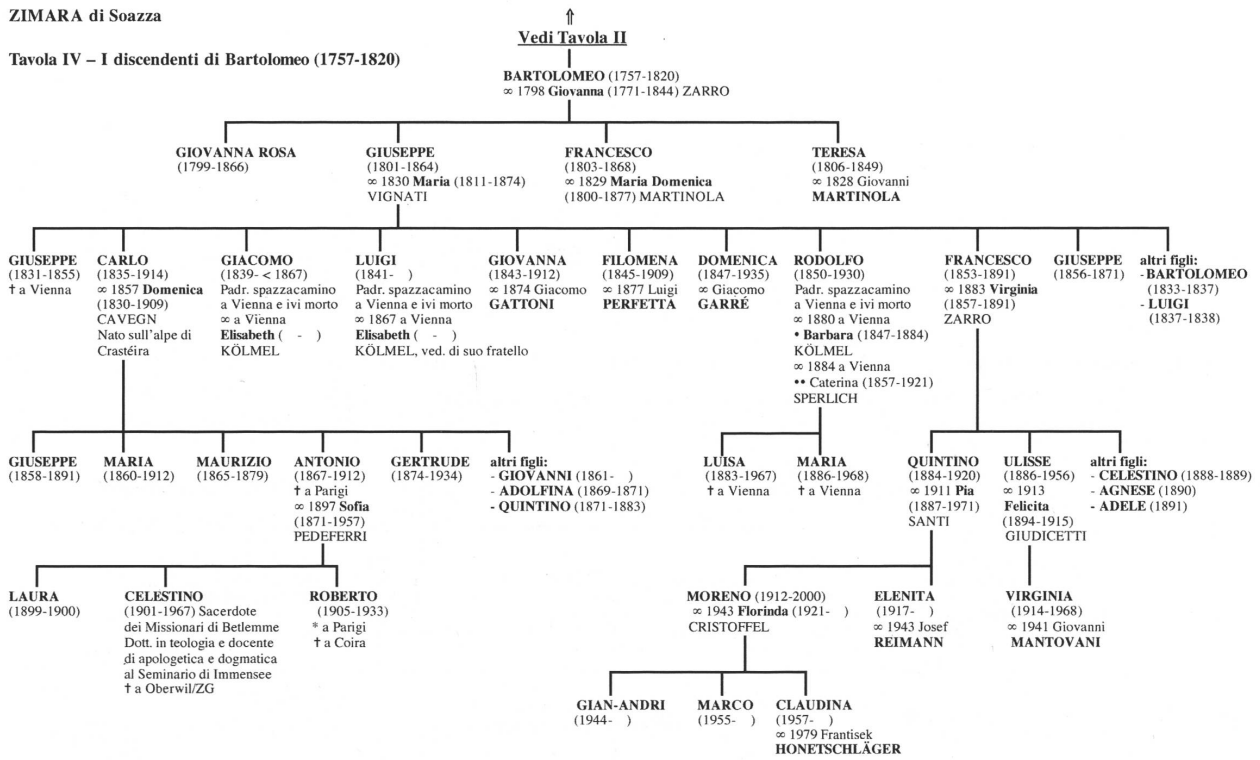 ZIMARA di Soazza
⇑
Vedi Tavola II
Tavola IV – I discendenti di Bartolomeo (1757-1820)
BARTOLOMEO (1757-1820)
∞ 1798 Giovanna (1771-1844) ZARRO
GIOVANNA ROSA
(1799-1866)
GIUSEPPE
(1801-1864)
∞ 1830 Maria (1811-1874)
VIGNATI
FRANCESCO
(1803-1868)
∞ 1829 Maria Domenica
(1800-1877) MARTINOLA
TERESA
(1806-1849)
∞ 1828 Giovanni
MARTINOLA
GIUSEPPE
(1831-1855)
† a Vienna
CARLO
(1835-1914)
∞ 1857 Domenica
(1830-1909)
CAVEGN
Nato sull'alpe di
Crastéira
GIACOMO
(1839- < 1867)
Padr. spazzacamino
a Vienna e ivi morto
∞ a Vienna
Elisabeth ( - )
KÖLMEL
LUIGI
(1841- )
Padr. spazzacamino
a Vienna e ivi morto
∞ 1867 a Vienna
Elisabeth ( - )
KÖLMEL, ved. di suo fratello
GIOVANNA
(1843-1912)
∞ 1874 Giacomo
GATTONI
FILOMENA
(1845-1909)
∞ 1877 Luigi
PERFETTA
DOMENICA
(1847-1935)
∞ Giacomo
GARRÉ
RODOLFO
(1850-1930)
Padr. spazzacamino
a Vienna e ivi morto
∞ 1880 a Vienna
• Barbara (1847-1884)
KÖLMEL
∞ 1884 a Vienna
•• Caterina (1857-1921)
SPERLICH
FRANCESCO
(1853-1891)
∞ 1883 Virginia
(1857-1891)
ZARRO
GIUSEPPE
(1856-1871)
altri figli:
- BARTOLOMEO
(1833-1837)
- LUIGI
(1837-1838)
GIUSEPPE
(1858-1891)
MARIA
(1860-1912)
MAURIZIO
(1865-1879)
ANTONIO
(1867-1912)
† a Parigi
∞ 1897 Sofia
(1871-1957)
PEDEFERRI
GERTRUDE
(1874-1934)
altri figli:
- GIOVANNI (1861- )
- ADOLFINA (1869-1871)
- QUINTINO (1871-1883)
LUISA
(1883-1967)
† a Vienna
MARIA
(1886-1968)
† a Vienna
QUINTINO
(1884-1920)
∞ 1911 Pia
(1887-1971)
SANTI
ULISSE
(1886-1956)
∞ 1913
Felicita
(1894-1915)
GIUDICETTI
altri figli:
- CELESTINO (1888-1889)
- AGNESE (1890)
- ADELE (1891)
LAURA
(1899-1900)
CELESTINO
(1901-1967) Sacerdote
dei Missionari di Betlemme
Dott. in teologia e docente
di apologetica e dogmatica
al Seminario di Immensee
† a Oberwil/ZG
ROBERTO
(1905-1933)
* a Parigi
† a Coira
MORENO (1912-2000)
∞ 1943 Florinda (1921- )
CRISTOFFEL
ELENITA
(1917- )
∞ 1943 Josef
REIMANN
VIRGINIA
(1914-1968)
∞ 1941 Giovanni
MANTOVANI
GIAN-ANDRI
(1944- )
MARCO
(1955- )
CLAUDINA
(1957- )
∞ 1979 Frantisek
HONETSCHLÄGER